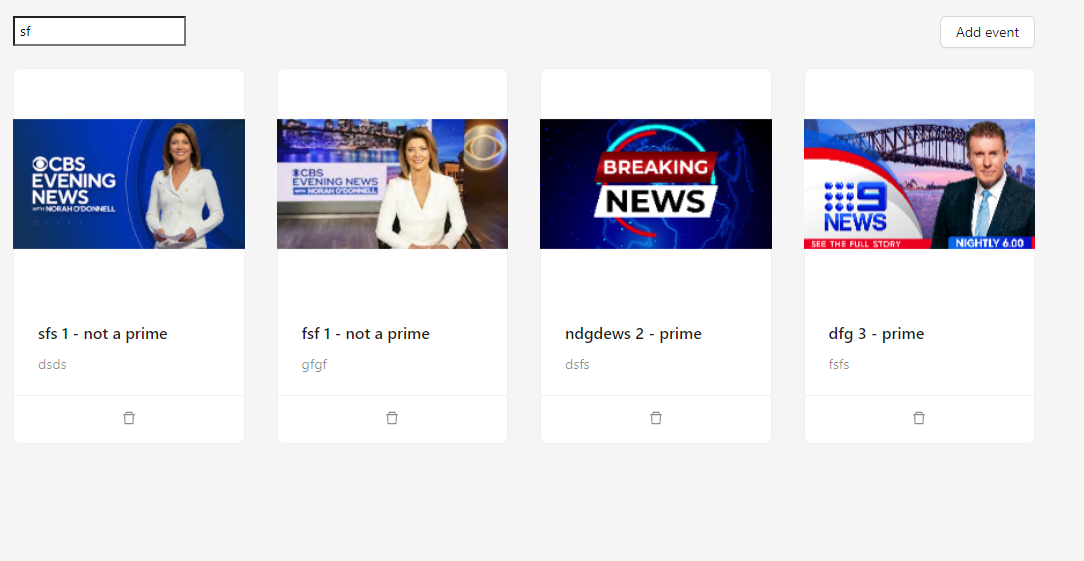 sf
Add event
CBS
EVENING
NEWS
WITH NORAH O'DONNELL
CBS
EVENING NEWS
WITH NORAH O'DONNELL
BREAKING
NEWS
9
NEWS
SEE THE FULL STORY
NIGHTLY 6.00
sfs 1 - not a prime
dsds
fsf 1 - not a prime
gfgf
ndgdews 2 - prime
dsfs
dfg 3 - prime
fsfs